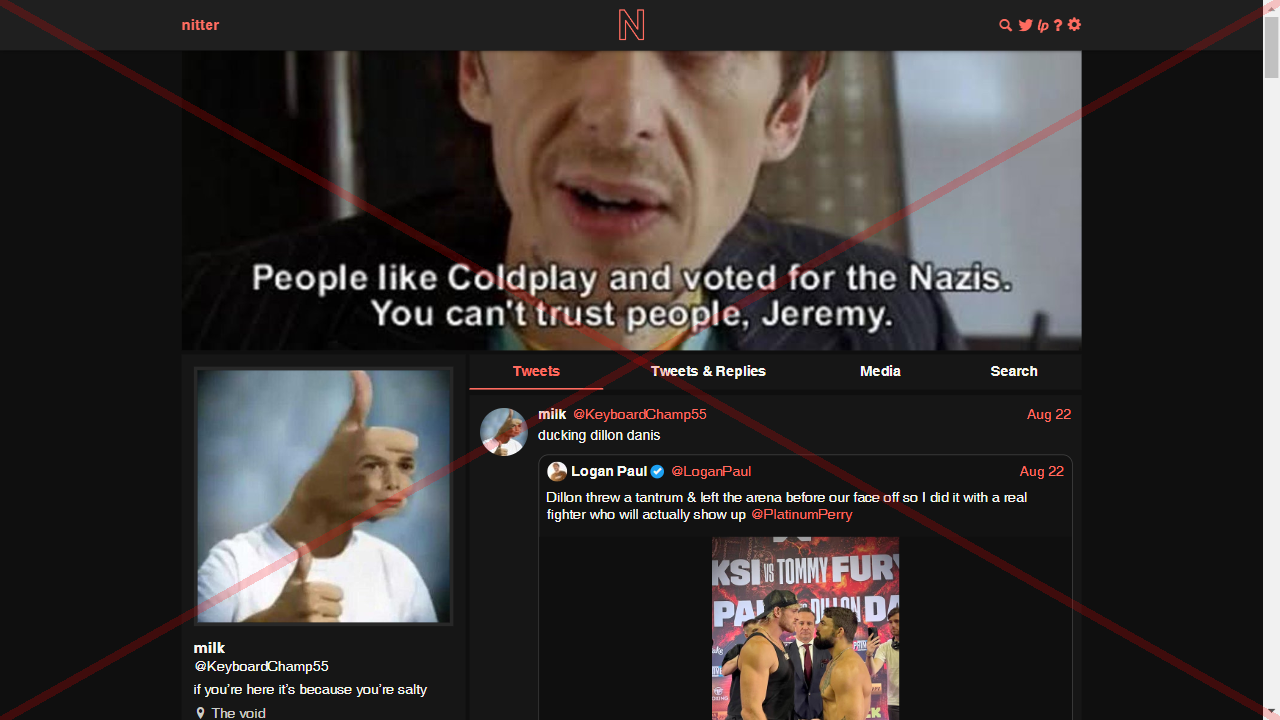 nitter
N
lp ?
People like Coldplay and voted for the Nazis.
You can't trust people, Jeremy.
Tweets Tweets & Replies Media Search
milk @KeyboardChamp55 Aug 22
ducking dillon danis
Logan Paul @LoganPaul Aug 22
Dillon threw a tantrum & left the arena before our face off so I did it with a real
fighter who will actually show up @PlatinumPerry
KSI VS TOMMY FURY
PAU DILLON DA
milk
@KeyboardChamp55
if you're here it's because you're salty
The void